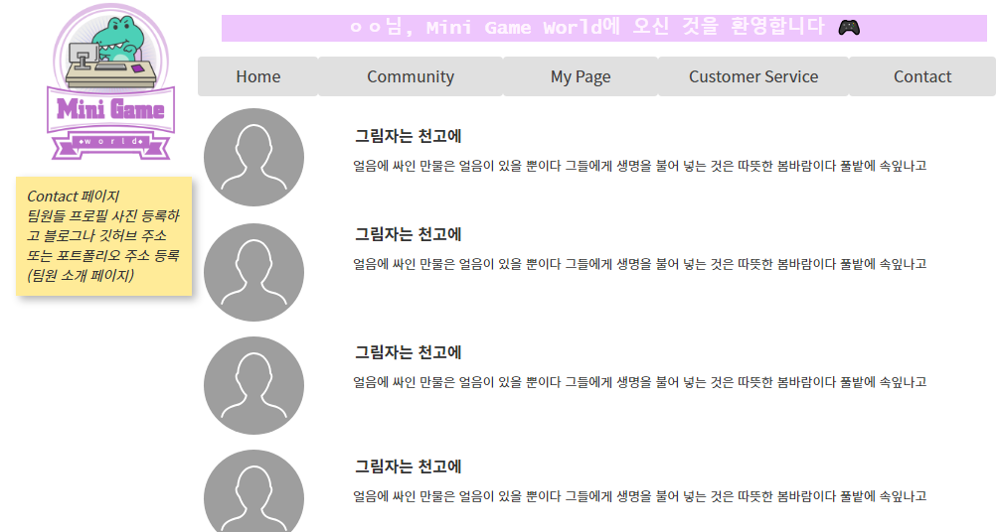 ㅇㅇ님, Mini Game World에 오신 것을 환영합니다 🎮
Mini Game
world
Home
Community
My Page
Customer Service
Contact
Contact 페이지
팀원들 프로필 사진 등록하
고 블로그나 깃허브 주소
또는 포트폴리오 주소 등록
(팀원 소개 페이지)
그림자는 천고에
얼음에 싸인 만물은 얼음이 있을 뿐이다 그들에게 생명을 불어 넣는 것은 따뜻한 봄바람이다 풀밭에 속잎나고
그림자는 천고에
얼음에 싸인 만물은 얼음이 있을 뿐이다 그들에게 생명을 불어 넣는 것은 따뜻한 봄바람이다 풀밭에 속잎나고
그림자는 천고에
얼음에 싸인 만물은 얼음이 있을 뿐이다 그들에게 생명을 불어 넣는 것은 따뜻한 봄바람이다 풀밭에 속잎나고
그림자는 천고에
얼음에 싸인 만물은 얼음이 있을 뿐이다 그들에게 생명을 불어 넣는 것은 따뜻한 봄바람이다 풀밭에 속잎나고